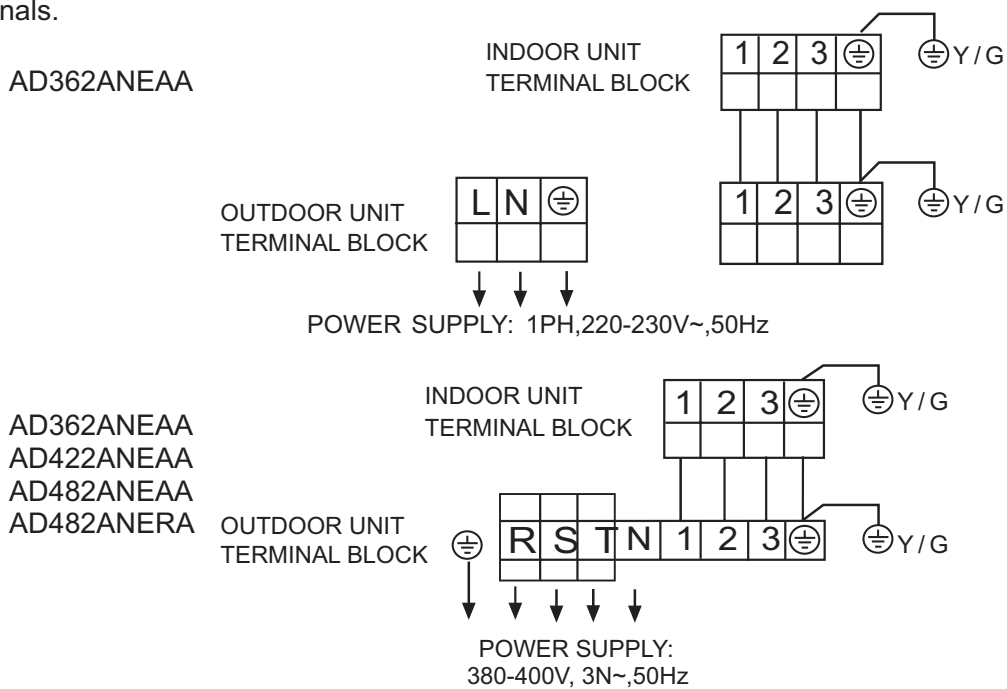 nals.
AD362ANEAA
INDOOR UNIT
TERMINAL BLOCK
1 2 3
Y/G
OUTDOOR UNIT
TERMINAL BLOCK
L N
1 2 3
Y/G
POWER SUPPLY: 1PH,220-230V~,50Hz
AD362ANEAA
AD422ANEAA
AD482ANEAA
AD482ANERA
INDOOR UNIT
TERMINAL BLOCK
1 2 3
Y/G
OUTDOOR UNIT
TERMINAL BLOCK
R S T N 1 2 3
Y/G
POWER SUPPLY:
380-400V, 3N~,50Hz